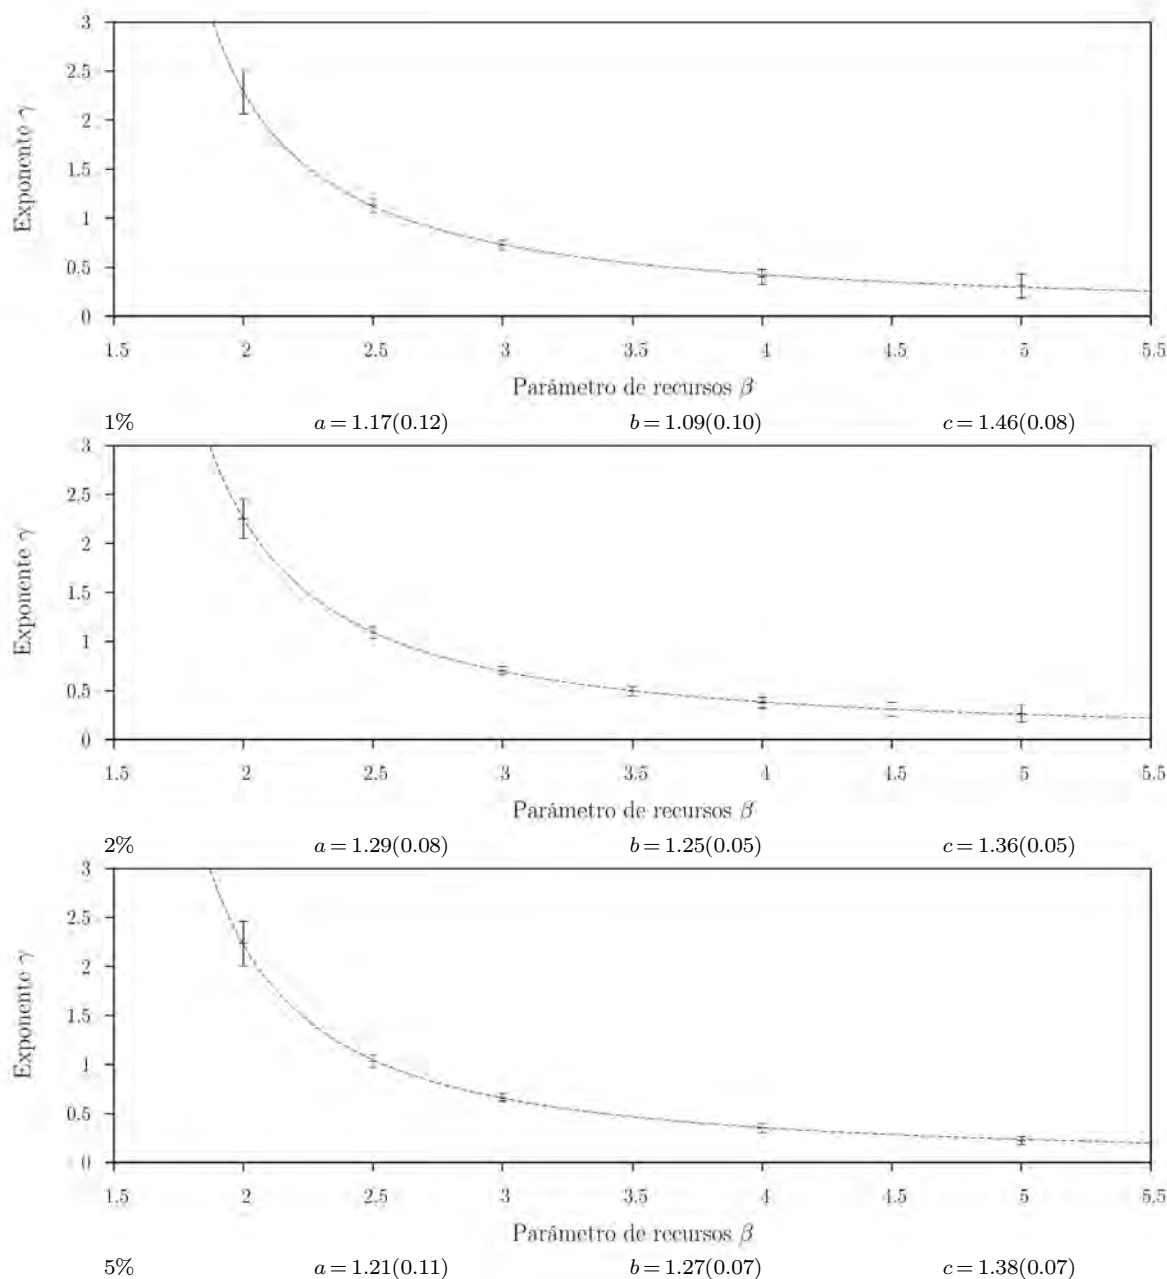 3
2.5
2
1.5
1
0.5
0
Exponente γ
1.5 2 2.5 3 3.5 4 4.5 5 5.5
Parámetro de recursos β
1% a = 1.17(0.12) b = 1.09(0.10) c = 1.46(0.08)
3
2.5
2
1.5
1
0.5
0
Exponente γ
1.5 2 2.5 3 3.5 4 4.5 5 5.5
Parámetro de recursos β
2% a = 1.29(0.08) b = 1.25(0.05) c = 1.36(0.05)
3
2.5
2
1.5
1
0.5
0
Exponente γ
1.5 2 2.5 3 3.5 4 4.5 5 5.5
Parámetro de recursos β
5% a = 1.21(0.11) b = 1.27(0.07) c = 1.38(0.07)